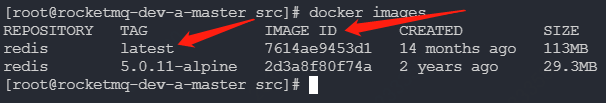 [root@rocketmq-dev-a-master src]# docker images
REPOSITORY TAG IMAGE ID CREATED SIZE
redis latest 7614ae9453d1 14 months ago 113MB
redis 5.0.11-alpine 2d3a8f80f74a 2 years ago 29.3MB
[root@rocketmq-dev-a-master src]#